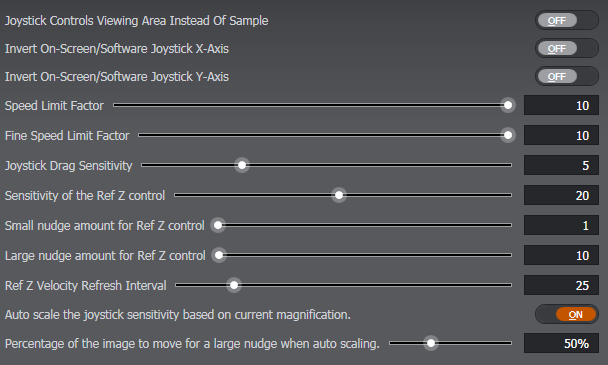 Joystick Controls Viewing Area Instead Of Sample OFF
Invert On-Screen/Software Joystick X-Axis OFF
Invert On-Screen/Software Joystick Y-Axis OFF
Speed Limit Factor 10
Fine Speed Limit Factor 10
Joystick Drag Sensitivity 5
Sensitivity of the Ref Z control 20
Small nudge amount for Ref Z control 1
Large nudge amount for Ref Z control 10
Ref Z Velocity Refresh Interval 25
Auto scale the joystick sensitivity based on current magnification. ON
Percentage of the image to move for a large nudge when auto scaling. 50%